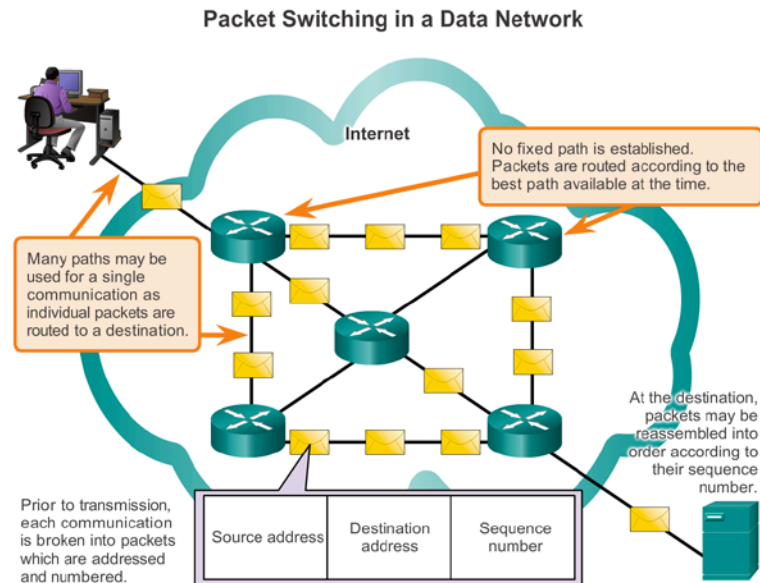 Packet Switching in a Data Network
Internet
No fixed path is established.
Packets are routed according to the
best path available at the time.
Many paths may be
used for a single
communication as
individual packets are
routed to a destination.
At the destination,
packets may be
reassembled into
order according to
their sequence
number.
Prior to transmission,
each communication
is broken into packets
which are addressed
and numbered.
Source address
Destination
address
Sequence
number